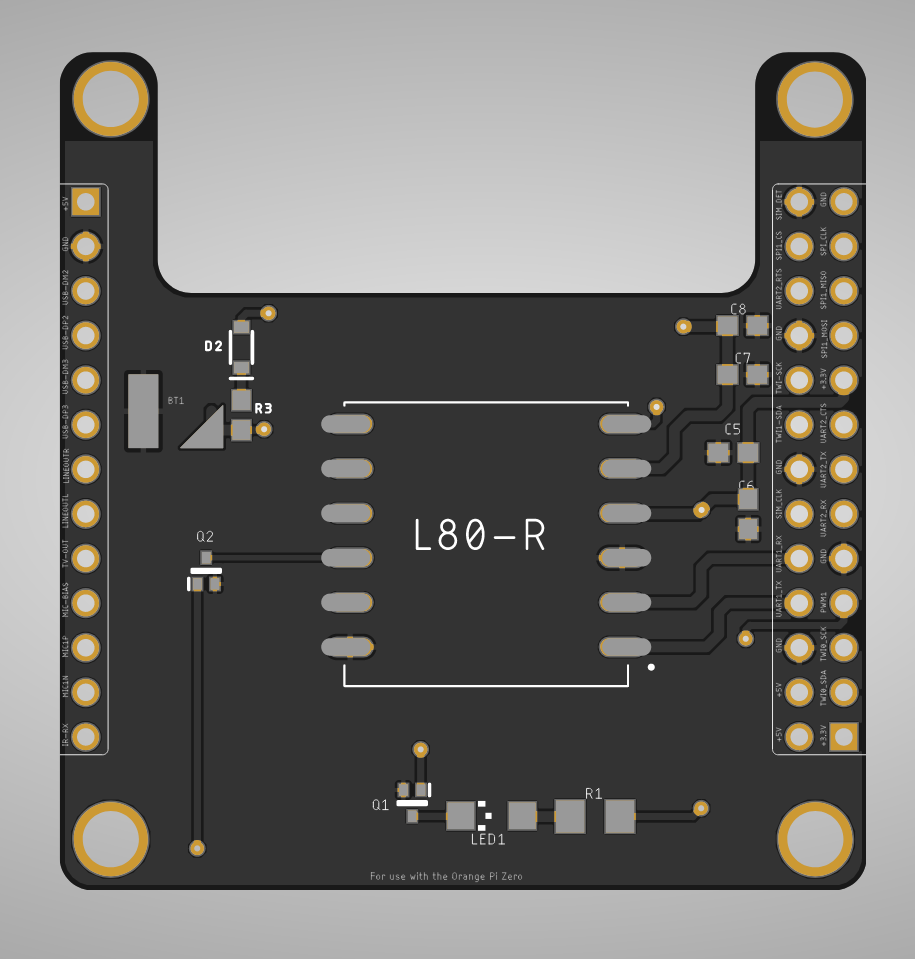 +5V
GND
USB-DM2
USB-DP2
USB-DM3
USB-DP3
LINEOUTR
LINEOUTL
TV-OUT
MIC-BIAS
MIC1P
MIC1N
IR-RX
D2
R3
BT1
Q2
L80-R
C8
C7
C5
C6
SIM_DET GND
SPI1_CS SPI_CLK
UART2_RTS SPI1_MISO
GND SPI1_MOSI
TWI-SCK +3,3V
TWI1-SDA UART2_CTS
GND UART2_TX
SIM_CLK UART2_RX
UART1_RX GND
UART1_TX PWM1
GND TWI0_SCK
+5V TWI0_SDA
+5V +3,3V
Q1
LED1
R1
For use with the Orange Pi Zero